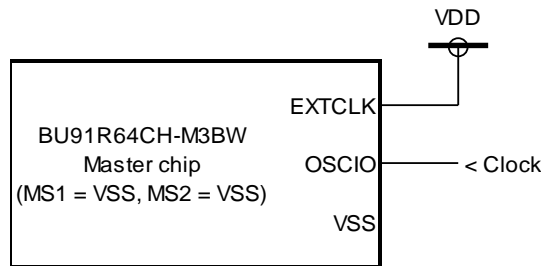 VDD
EXTCLK
BU91R64CH-M3BW
Master chip
(MS1 = VSS, MS2 = VSS)
OSCIO
< Clock
VSS